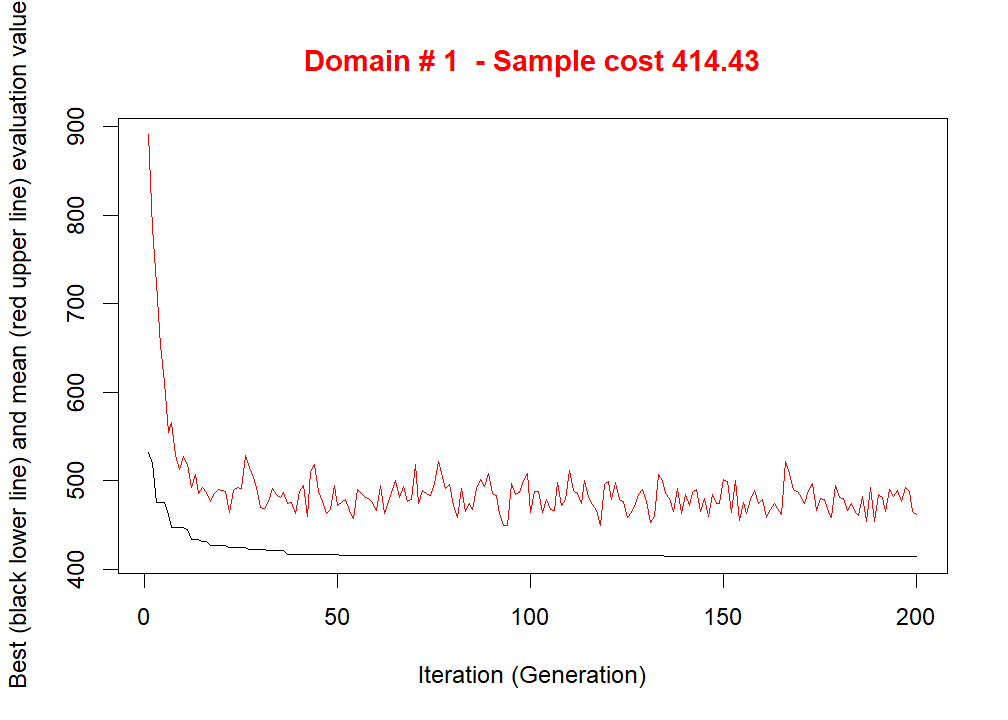 Domain # 1  - Sample cost 414.43
Best (black lower line) and mean (red upper line) evaluation value
900
800
700
600
500
400
0 50 100 150 200
Iteration (Generation)